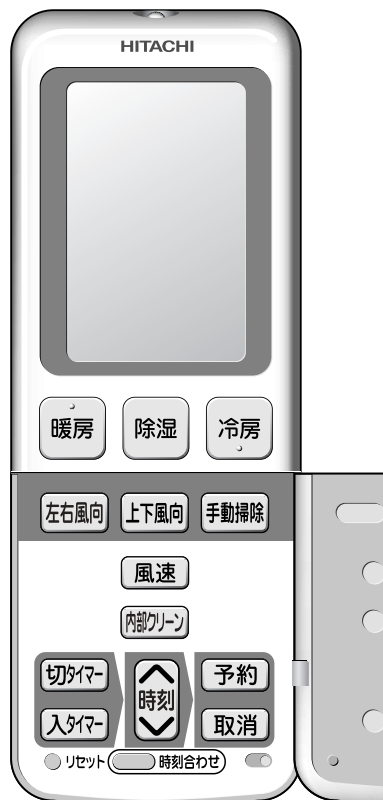 HITACHI
暖房 除湿 冷房
左右風向 上下風向 手動掃除
風速
内部クリーン
切タイマー 時刻 予約
入タイマー 取消
リセット 時刻合わせ